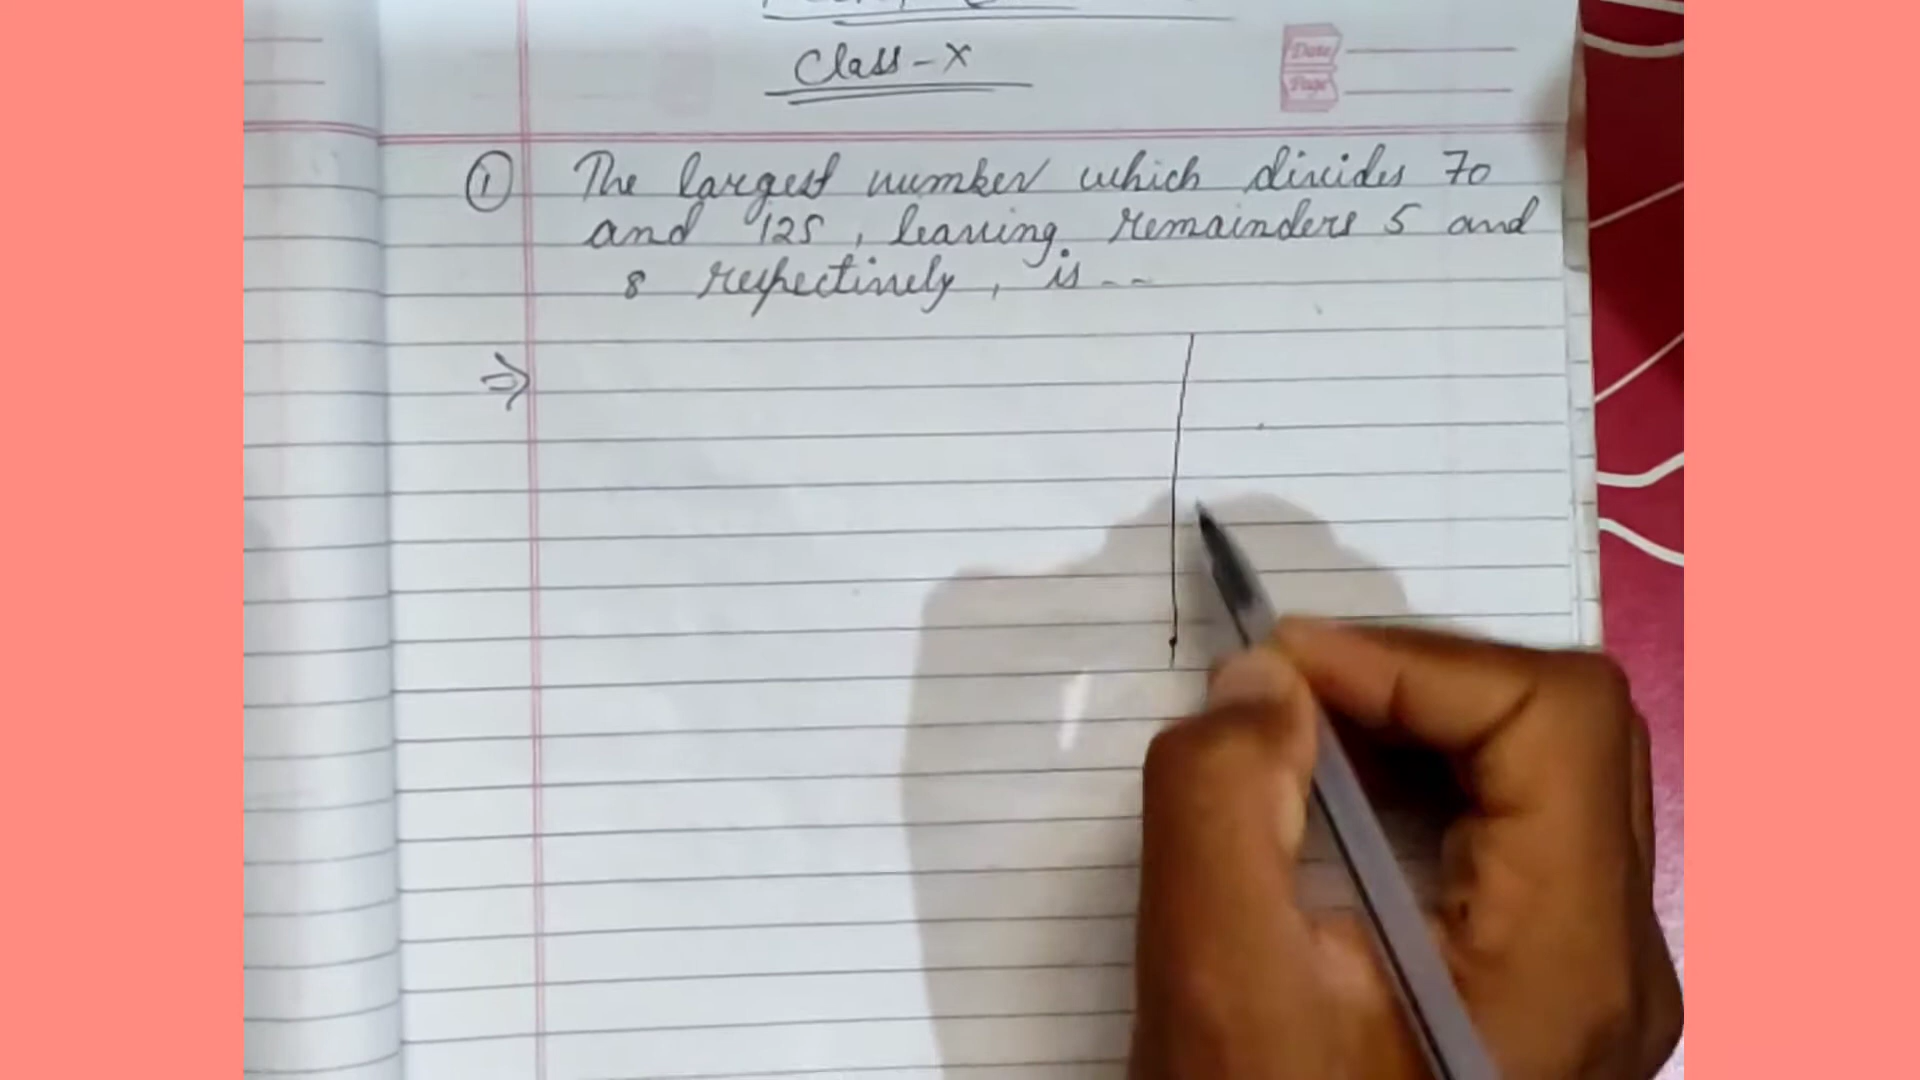 Class-X
Date
Page
① The largest number which divides 70
and 125, leaving remainders 5 and
8 respectively, is --
⇒